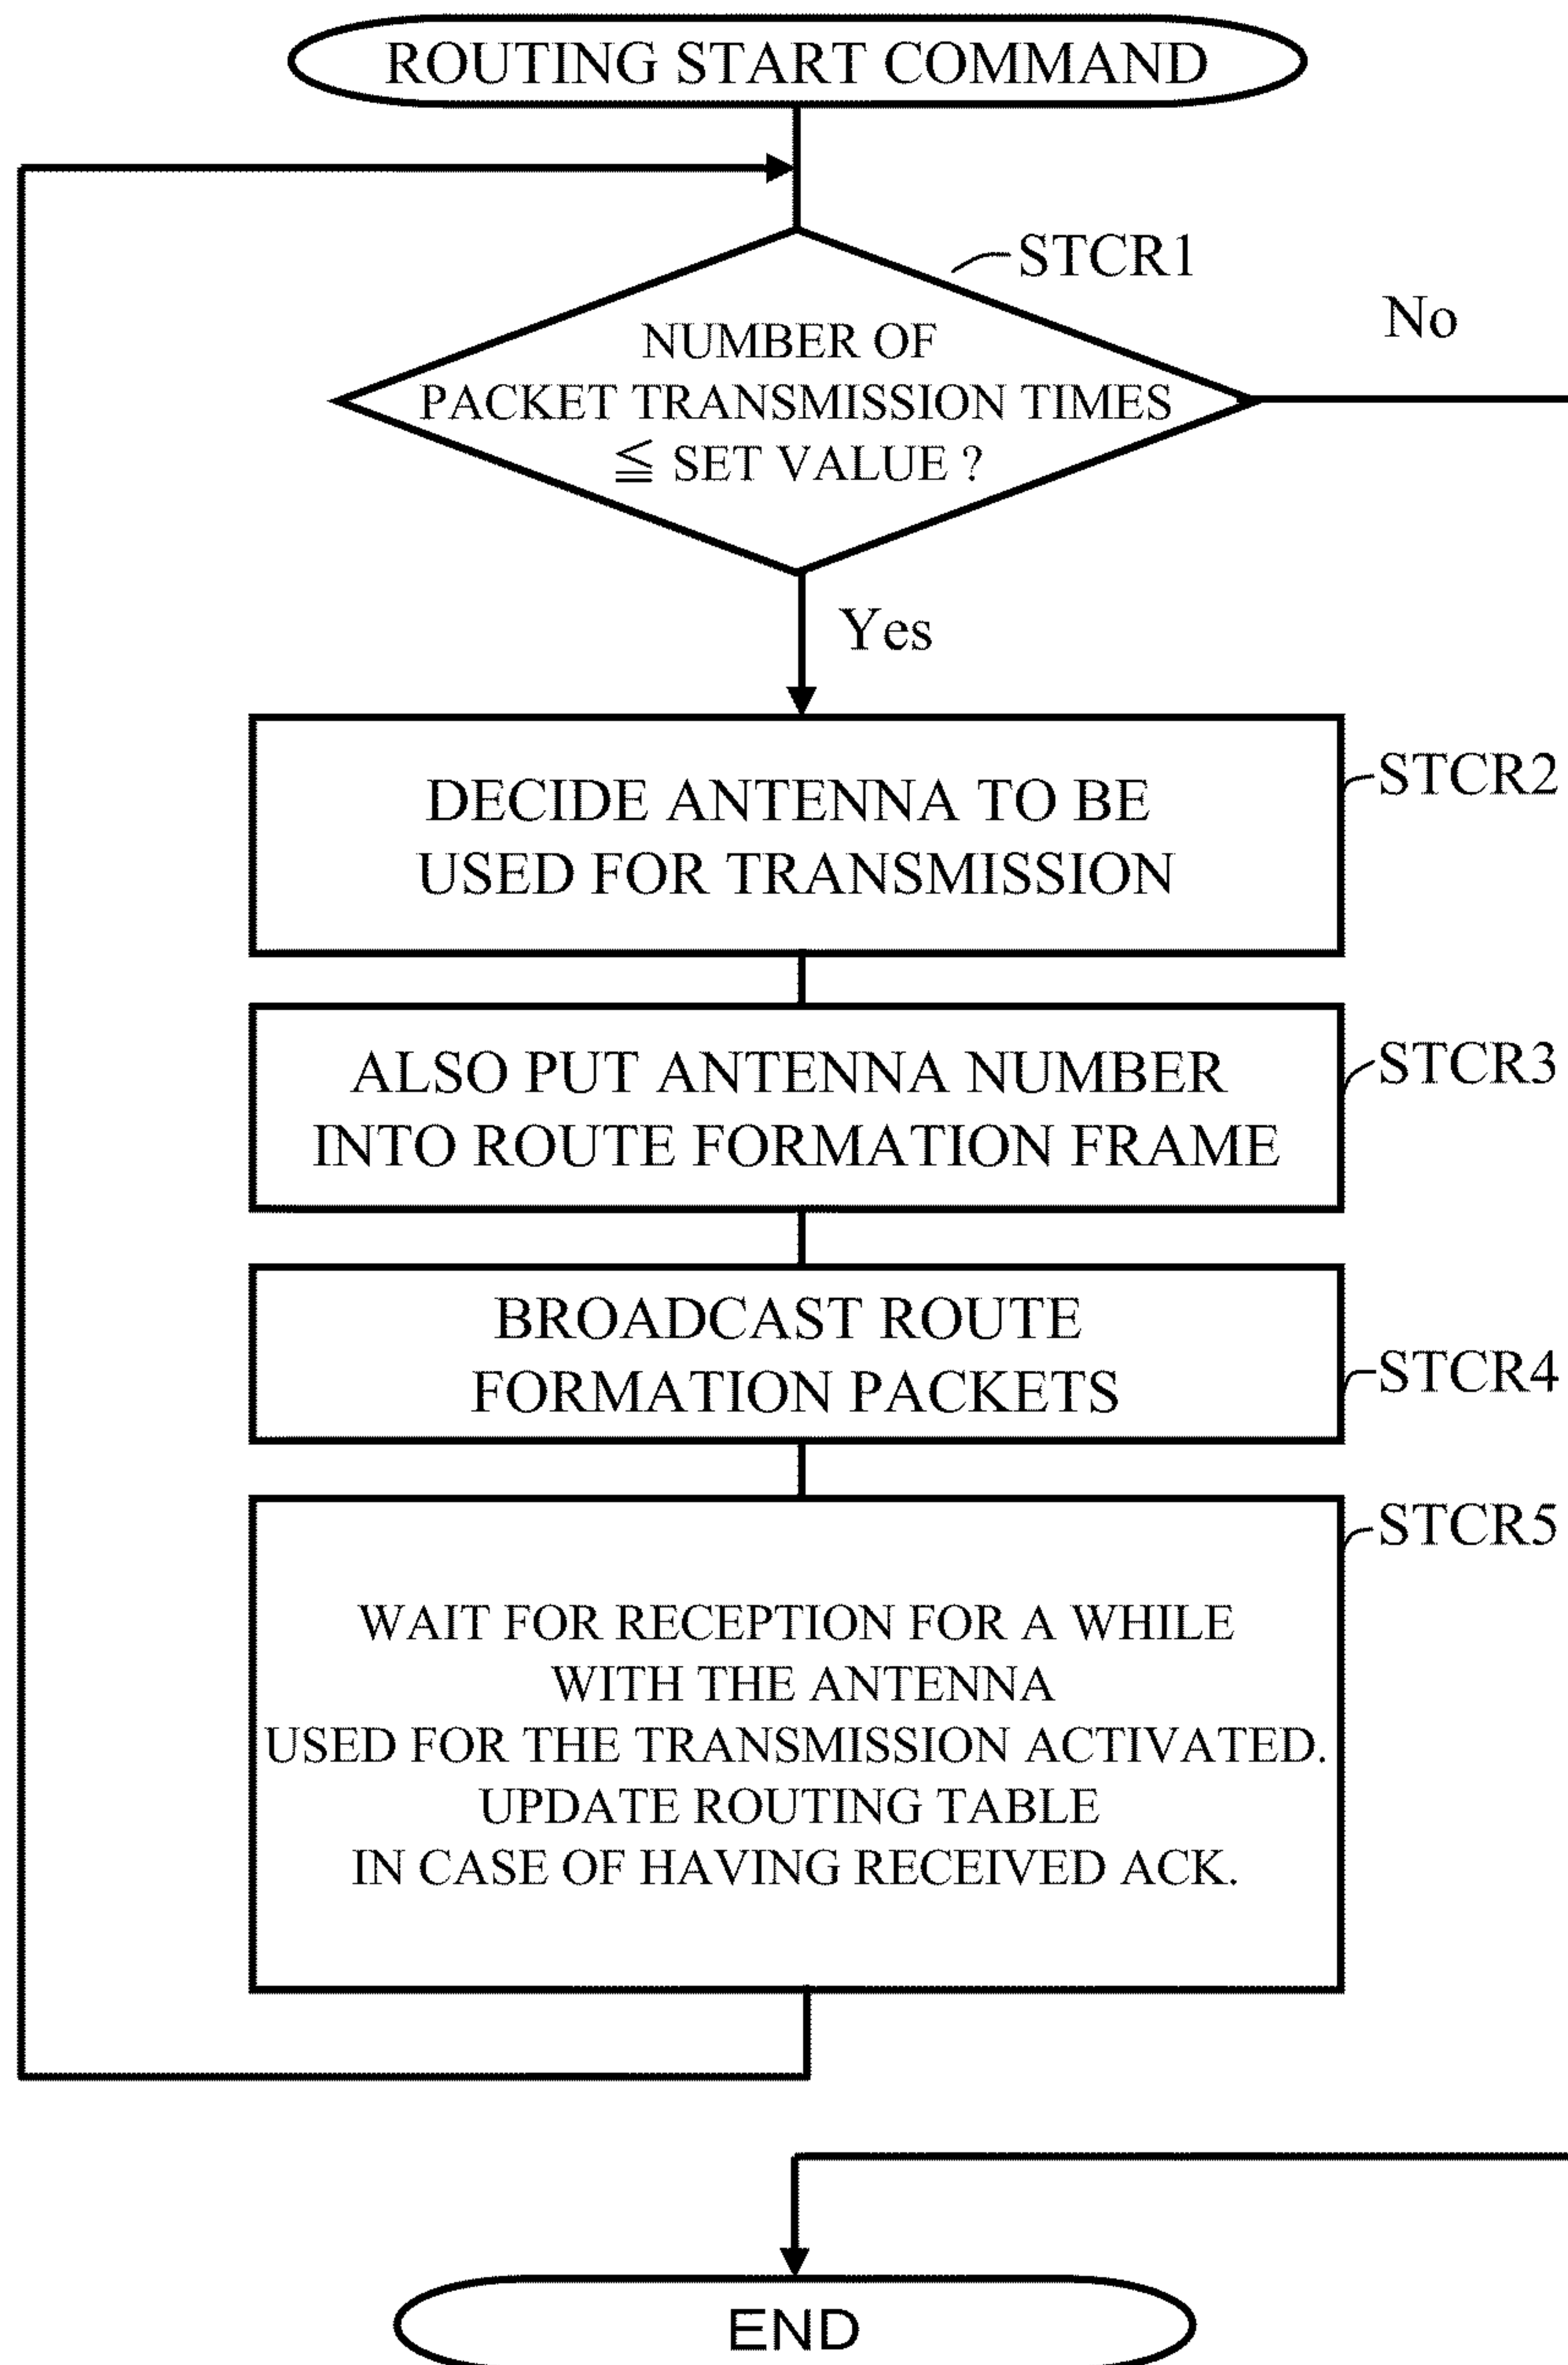 ROUTING START COMMAND
STCR1
No
NUMBER OF
PACKET TRANSMISSION TIMES
≦ SET VALUE ?
Yes
DECIDE ANTENNA TO BE
USED FOR TRANSMISSION
STCR2
ALSO PUT ANTENNA NUMBER
INTO ROUTE FORMATION FRAME
STCR3
BROADCAST ROUTE
FORMATION PACKETS
STCR4
STCR5
WAIT FOR RECEPTION FOR A WHILE
WITH THE ANTENNA
USED FOR THE TRANSMISSION ACTIVATED.
UPDATE ROUTING TABLE
IN CASE OF HAVING RECEIVED ACK.
END